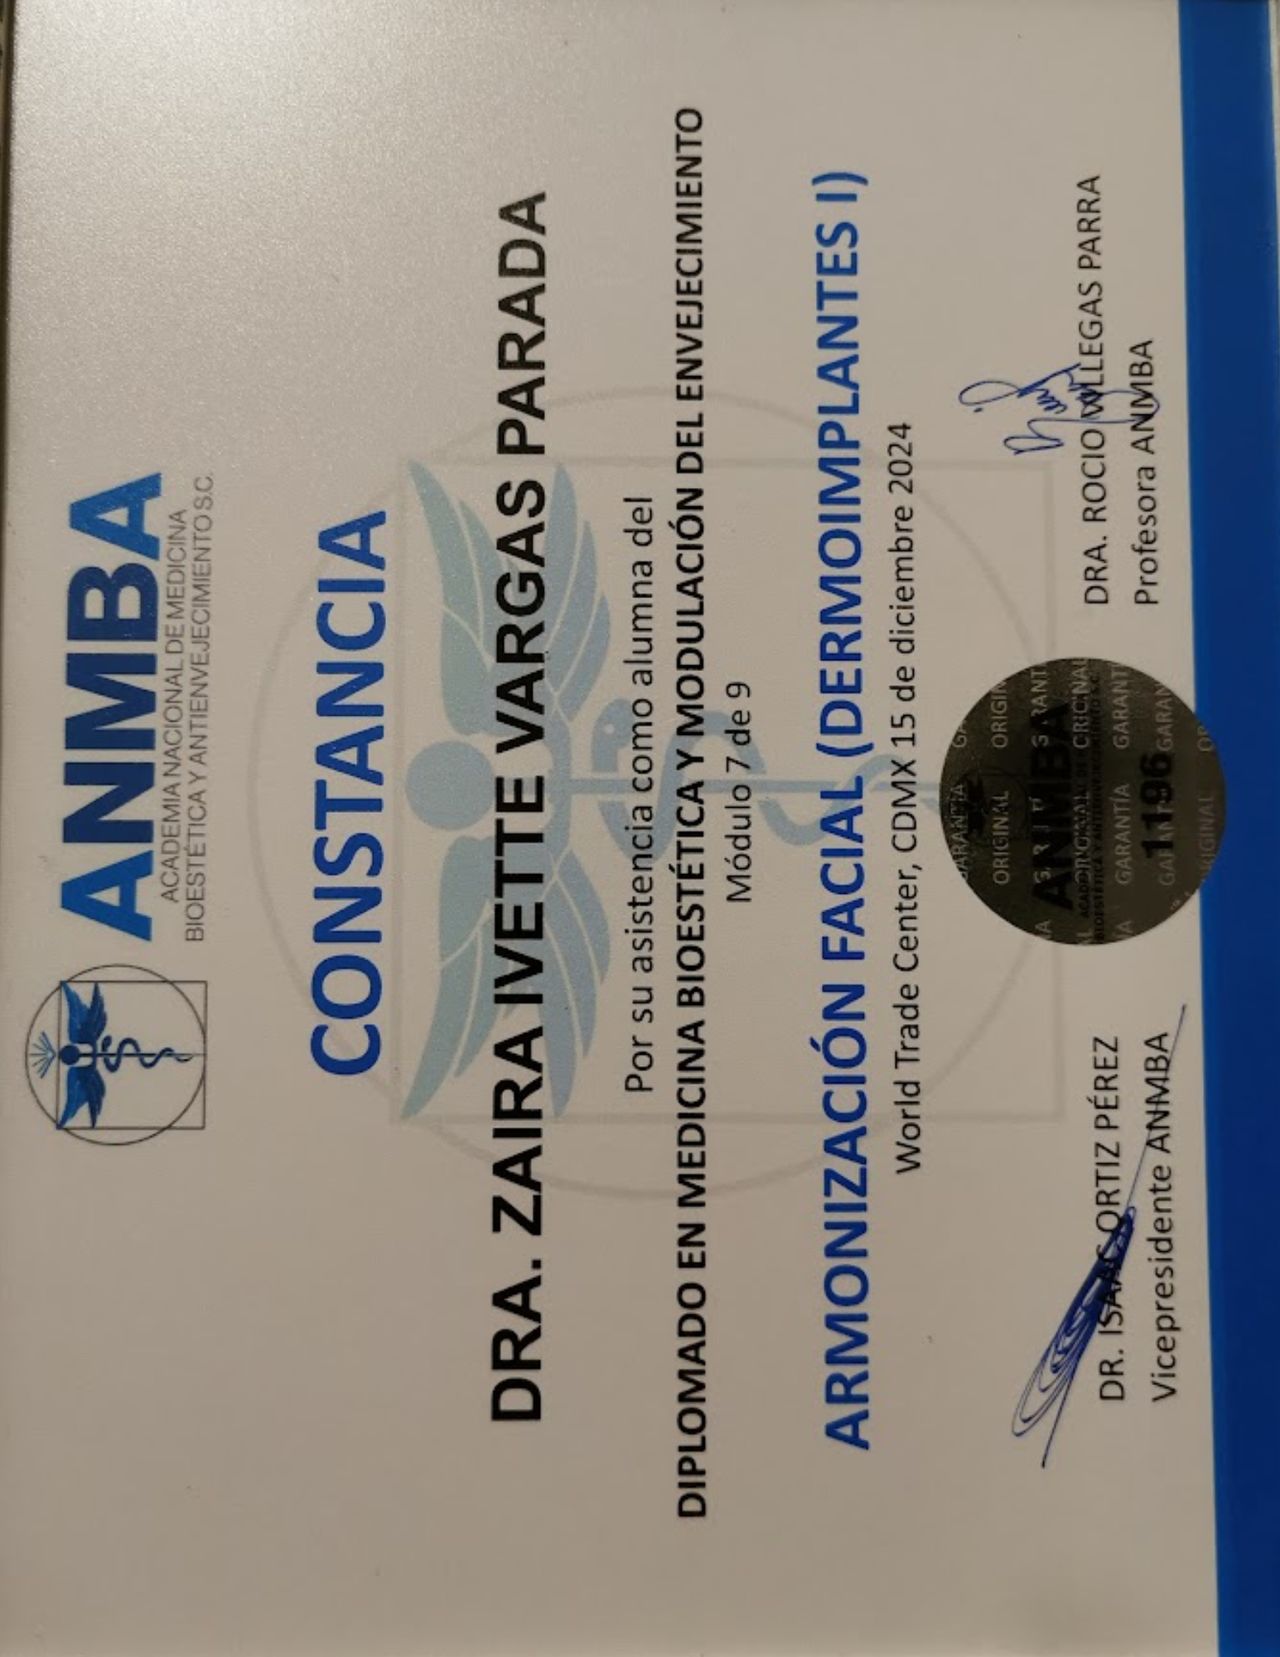 ANMBA
ACADEMIA NACIONAL DE MEDICINA
BIOESTÉTICA Y ANTIENVEJECIMIENTO S.C.
CONSTANCIA
DRA. ZAIRA IVETTE VARGAS PARADA
Por su asistencia como alumna del
DIPLOMADO EN MEDICINA BIOESTÉTICA Y MODULACIÓN DEL ENVEJECIMIENTO
Módulo 7 de 9
ARMONIZACIÓN FACIAL (DERMOIMPLANTES I)
World Trade Center, CDMX 15 de diciembre 2024
DR. ISAAC ORTIZ PÉREZ
Vicepresidente ANMBA
GARANTÍA
ORIGINAL
ANMBA
GARANTÍA GARANTÍA
1196
ORIGINAL
DRA. ROCIO VILLEGAS PARRA
Profesora ANMBA